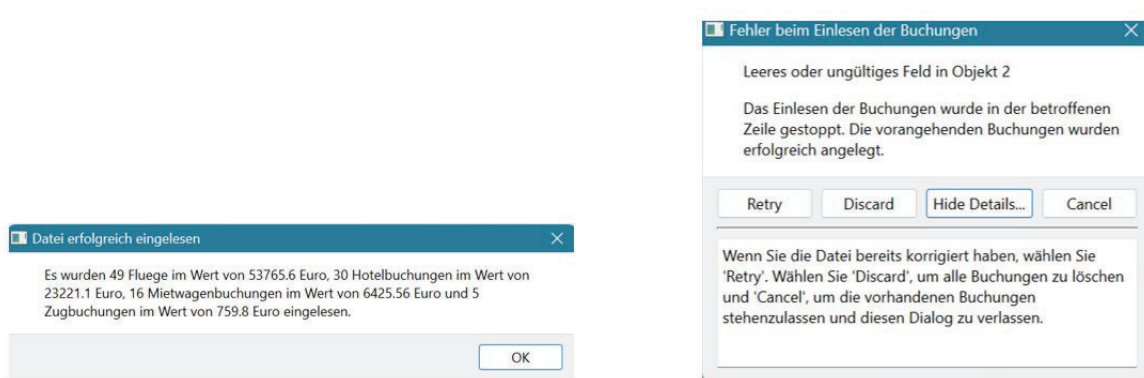 Datei erfolgreich eingelesen
Es wurden 49 Fluege im Wert von 53765.6 Euro, 30 Hotelbuchungen im Wert von
23221.1 Euro, 16 Mietwagenbuchungen im Wert von 6425.56 Euro und 5
Zugbuchungen im Wert von 759.8 Euro eingelesen.
OK
Fehler beim Einlesen der Buchungen
Leeres oder ungültiges Feld in Objekt 2
Das Einlesen der Buchungen wurde in der betroffenen
Zeile gestoppt. Die vorangehenden Buchungen wurden
erfolgreich angelegt.
Retry Discard Hide Details... Cancel
Wenn Sie die Datei bereits korrigiert haben, wählen Sie
'Retry'. Wählen Sie 'Discard', um alle Buchungen zu löschen
und 'Cancel', um die vorhandenen Buchungen
stehenzulassen und diesen Dialog zu verlassen.